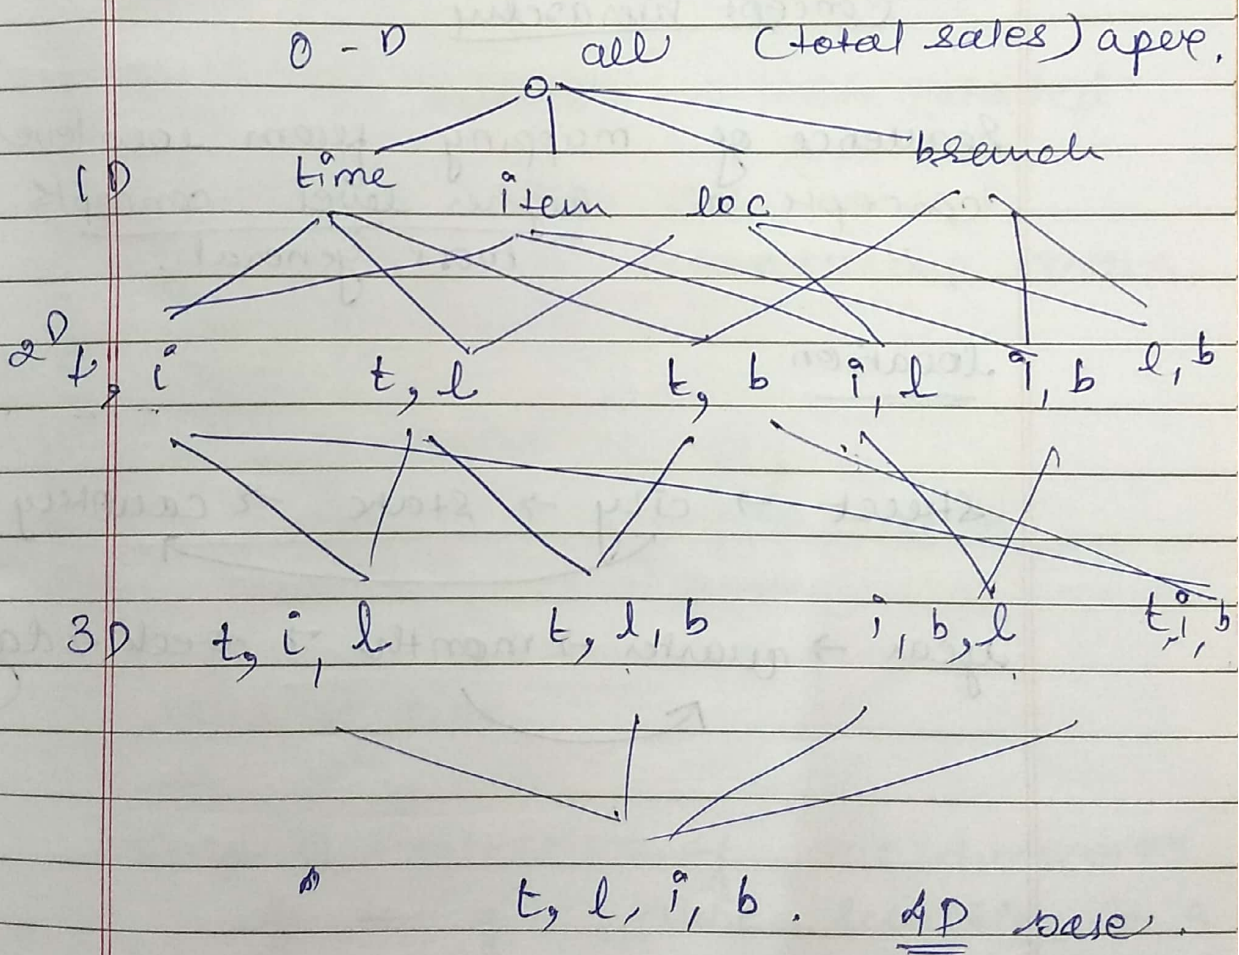 0 - D all (total sales) apex.
1D time item loc branch
2D t, i t, l t, b i, l i, b l, b
3D t, i, l t, l, b i, b, l t, i, b
t, l, i, b. 4D base.